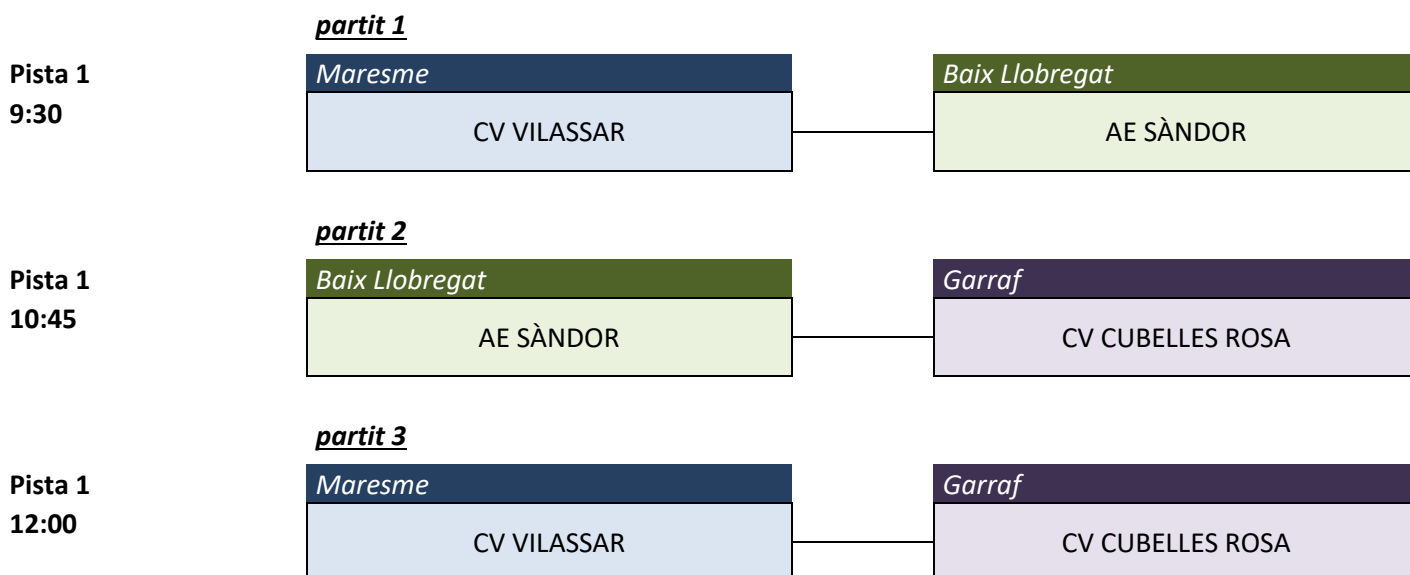 partit 1
Pista 1
9:30
Maresme
Baix Llobregat
CV VILASSAR
AE SÀNDOR
partit 2
Pista 1
10:45
Baix Llobregat
Garraf
AE SÀNDOR
CV CUBELLES ROSA
partit 3
Pista 1
12:00
Maresme
Garraf
CV VILASSAR
CV CUBELLES ROSA